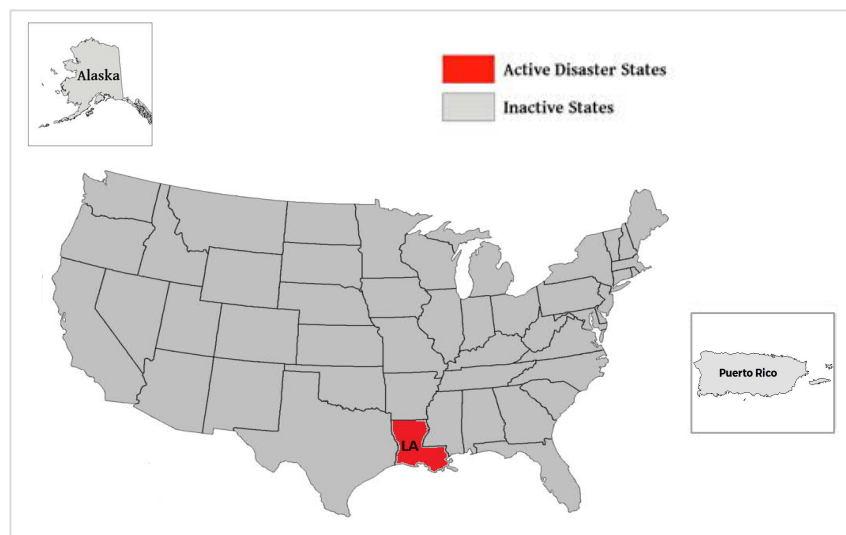 Alaska
Active Disaster States
Inactive States
Puerto Rico
LA